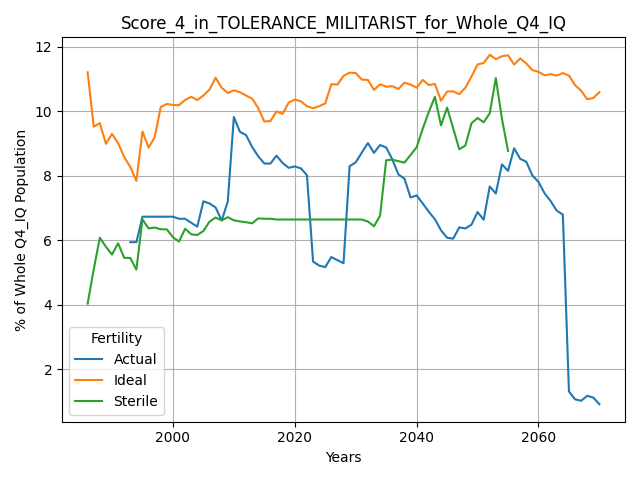 Score_4_in_TOLERANCE_MILITARIST_for_Whole_Q4_IQ
% of Whole Q4_IQ Population
12
10
8
6
4
2
Fertility
Actual
Ideal
Sterile
2000 2020 2040 2060
Years